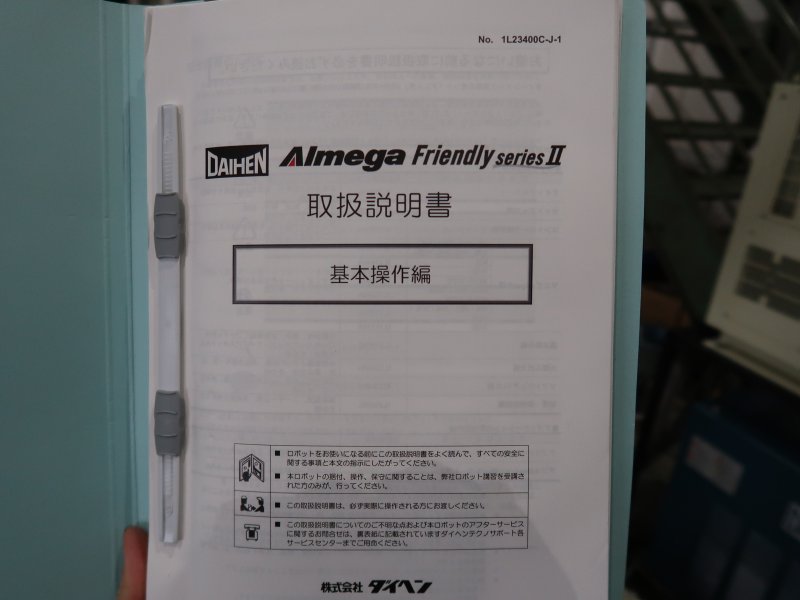 No. 1L23400C-J-1
DAIHEN Almega Friendly series II
取扱説明書
基本操作編
■ ロボットをお使いになる前にこの取扱説明書をよく読んで、すべての安全に
関する事項と本文の指示にしたがってください。
■ 本ロボットの据付、操作、保守に関することは、弊社ロボット講習を受講さ
れた方のみが、行ってください。
■ この取扱説明書は、必ず実際に操作される方にお渡しください。
■ この取扱説明書についてのご不明な点および本ロボットのアフターサービス
に関するお問合せは、裏表紙に記載されていますダイヘンテクノサポート各
サービスセンターまでご用命ください。
株式会社 ダイヘン